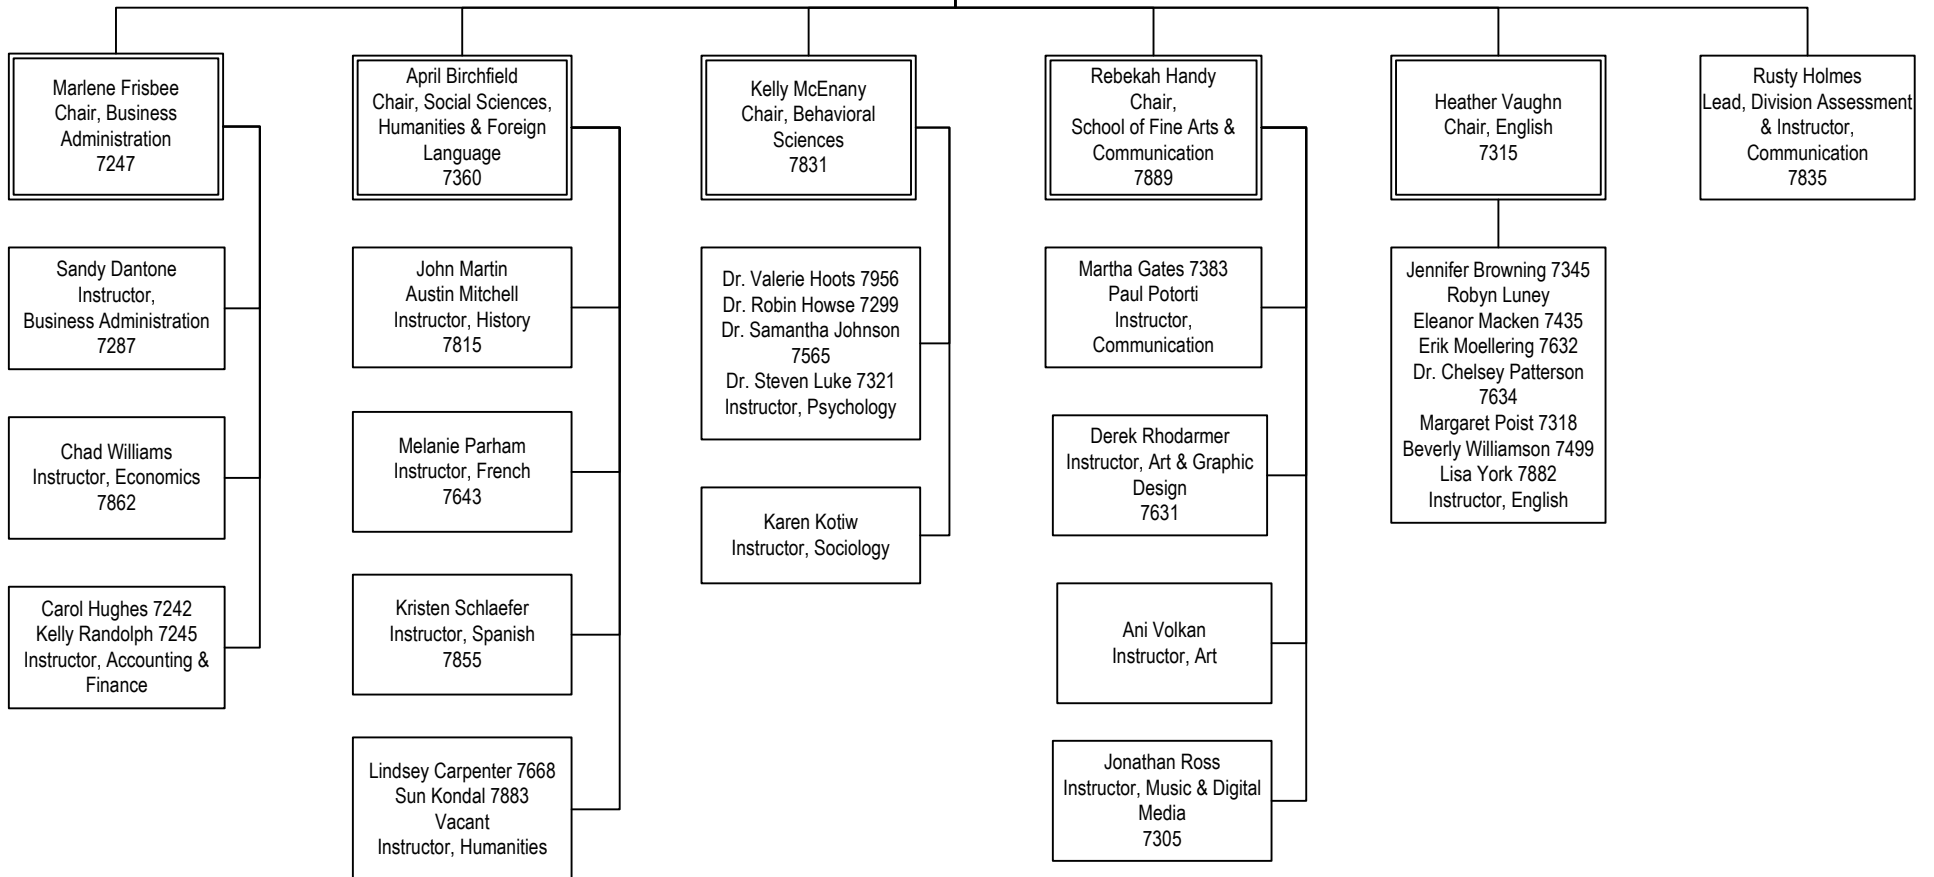 Marlene Frisbee
Chair, Business
Administration
7247
Sandy Dantone
Instructor,
Business Administration
7287
Chad Williams
Instructor, Economics
7862
Carol Hughes 7242
Kelly Randolph 7245
Instructor, Accounting &
Finance
April Birchfield
Chair, Social Sciences,
Humanities & Foreign
Language
7360
John Martin
Austin Mitchell
Instructor, History
7815
Melanie Parham
Instructor, French
7643
Kristen Schlaefer
Instructor, Spanish
7855
Lindsey Carpenter 7668
Sun Kondal 7883
Vacant
Instructor, Humanities
Kelly McEnany
Chair, Behavioral
Sciences
7831
Dr. Valerie Hoots 7956
Dr. Robin Howse 7299
Dr. Samantha Johnson
7565
Dr. Steven Luke 7321
Instructor, Psychology
Karen Kotiw
Instructor, Sociology
Rebekah Handy
Chair,
School of Fine Arts &
Communication
7889
Martha Gates 7383
Paul Potorti
Instructor,
Communication
Derek Rhodarmer
Instructor, Art & Graphic
Design
7631
Ani Volkan
Instructor, Art
Jonathan Ross
Instructor, Music & Digital
Media
7305
Heather Vaughn
Chair, English
7315
Jennifer Browning 7345
Robyn Luney
Eleanor Macken 7435
Erik Moellering 7632
Dr. Chelsey Patterson
7634
Margaret Poist 7318
Beverly Williamson 7499
Lisa York 7882
Instructor, English
Rusty Holmes
Lead, Division Assessment
& Instructor,
Communication
7835